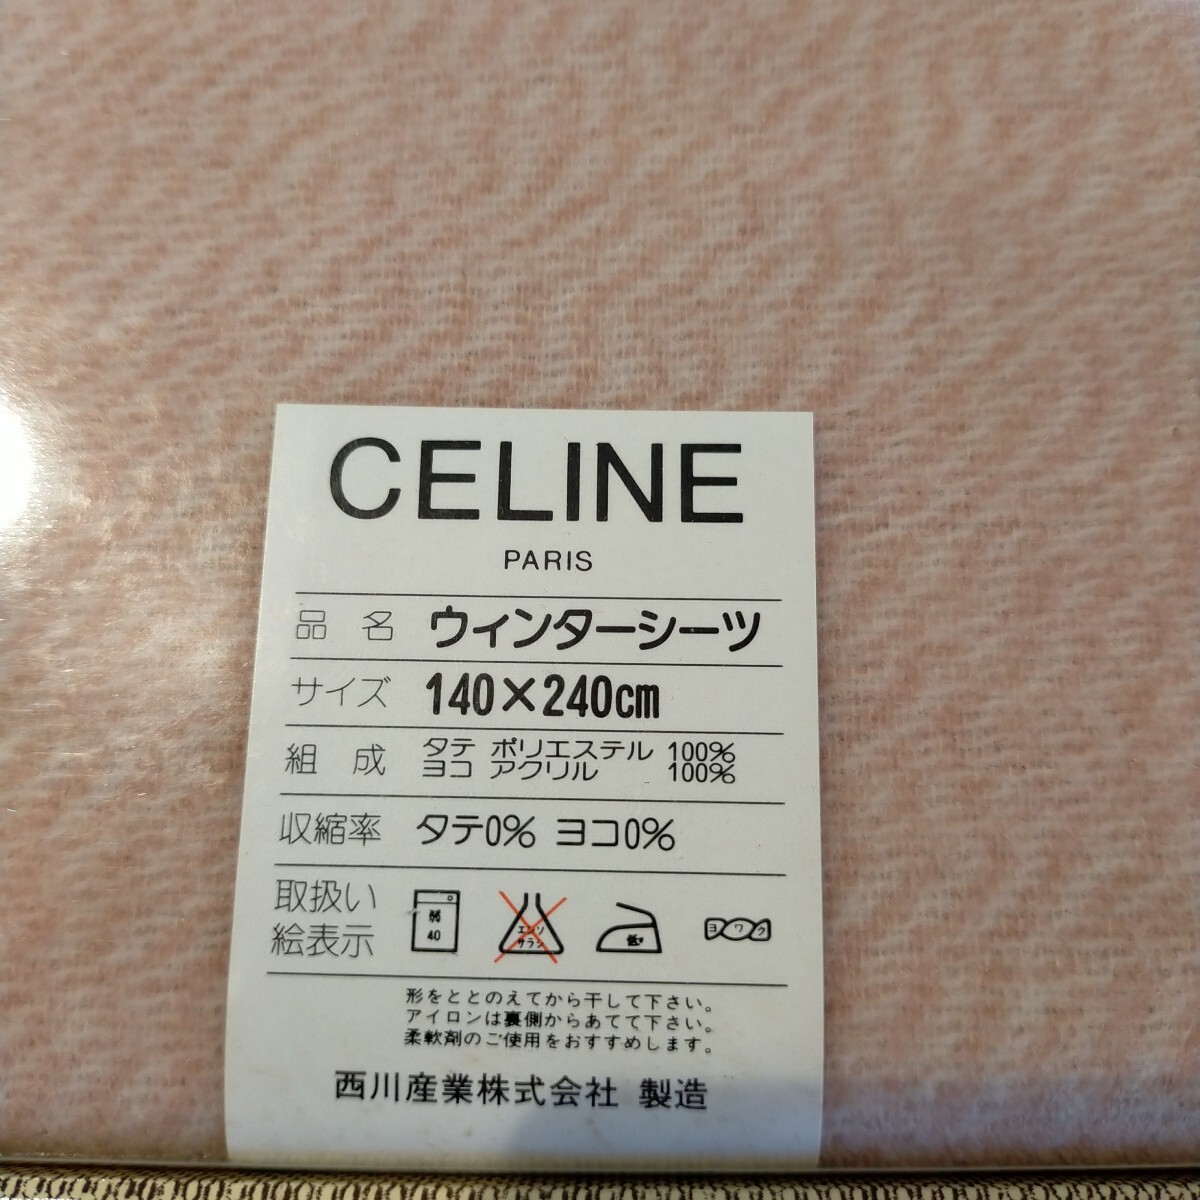 CELINE
PARIS
品名 ウィンターシーツ
サイズ 140×240cm
組成 タテ ポリエステル 100%
ヨコ アクリル 100%
収縮率 タテ0% ヨコ0%
取扱い
絵表示
弱
40
エンソ
サラシ
低
ヨワク
形をととのえてから干して下さい。
アイロンは裏側からあてて下さい。
柔軟剤のご使用をおすすめします。
西川産業株式会社 製造